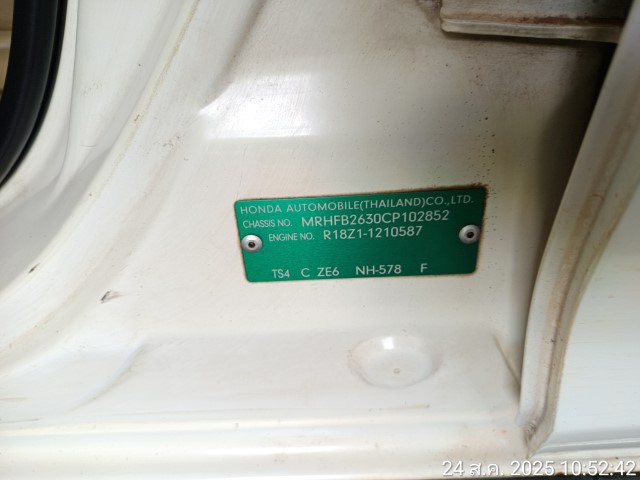 HONDA AUTOMOBILE(THAILAND)CO.,LTD.
CHASSIS NO. MRHFB2630CP102852
ENGINE NO. R18Z1-1210587
TS4 C ZE6 NH-578 F
24 ส.ค. 2025 10:52:42